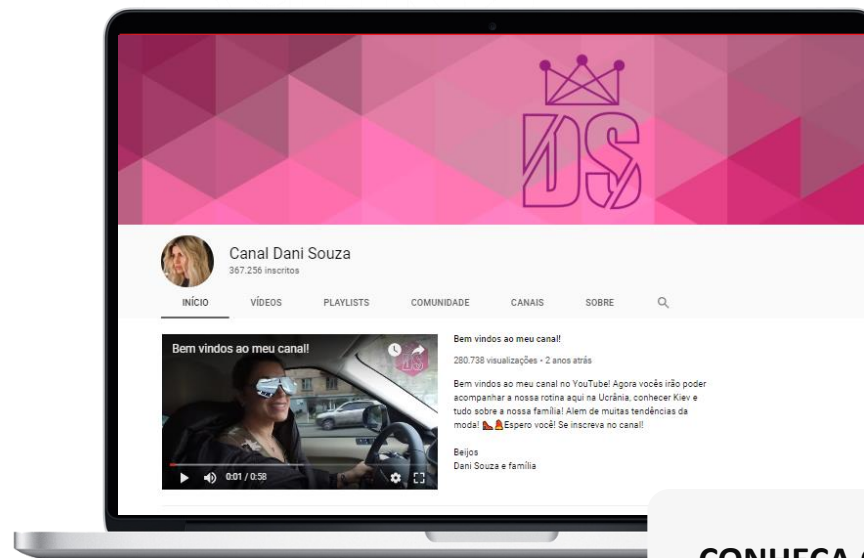 DS
Canal Dani Souza
367.256 inscritos
INÍCIO VÍDEOS PLAYLISTS COMUNIDADE CANAIS SOBRE
Bem vindos ao meu canal!
DS
0:01 / 0:58
Bem vindos ao meu canal!
280.738 visualizações • 2 anos atrás
Bem vindos ao meu canal no YouTube! Agora vocês irão poder
acompanhar a nossa rotina aqui na Ucrânia, conhecer Kiev e
tudo sobre a nossa família! Alem de muitas tendências da
moda! 👠💄Espero você! Se inscreva no canal!
Beijos
Dani Souza e família